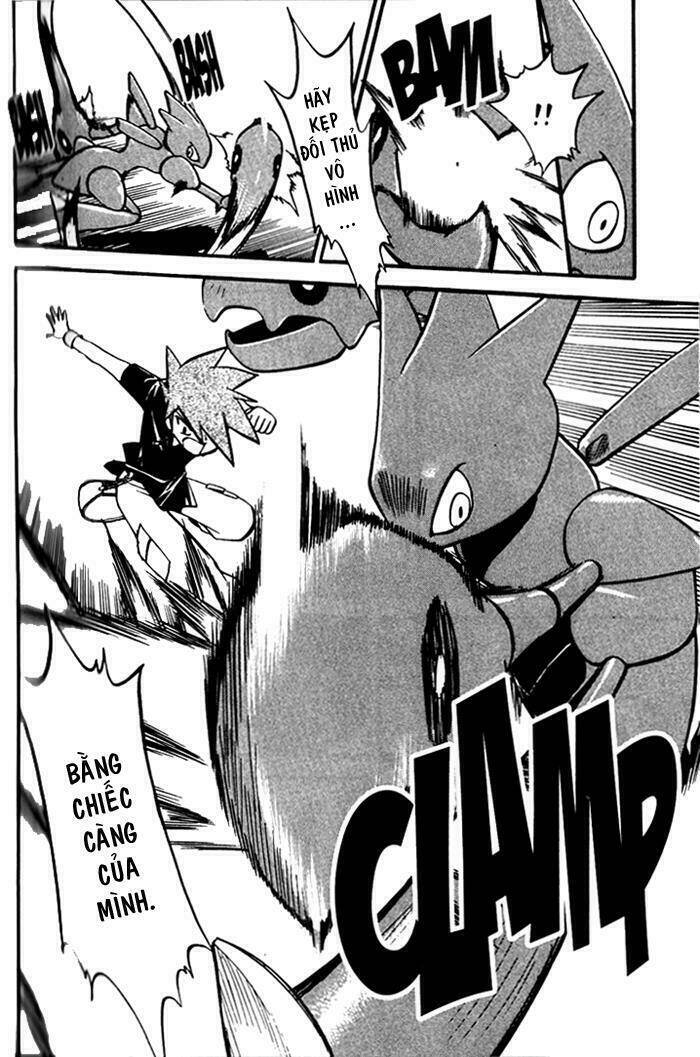 BASH
BASH
HÃY
KẸP
ĐỐI THỦ
VÔ
HÌNH
...
BAM
!!
BẰNG
CHIẾC
CÀNG
CỦA
MÌNH.
CLAMP